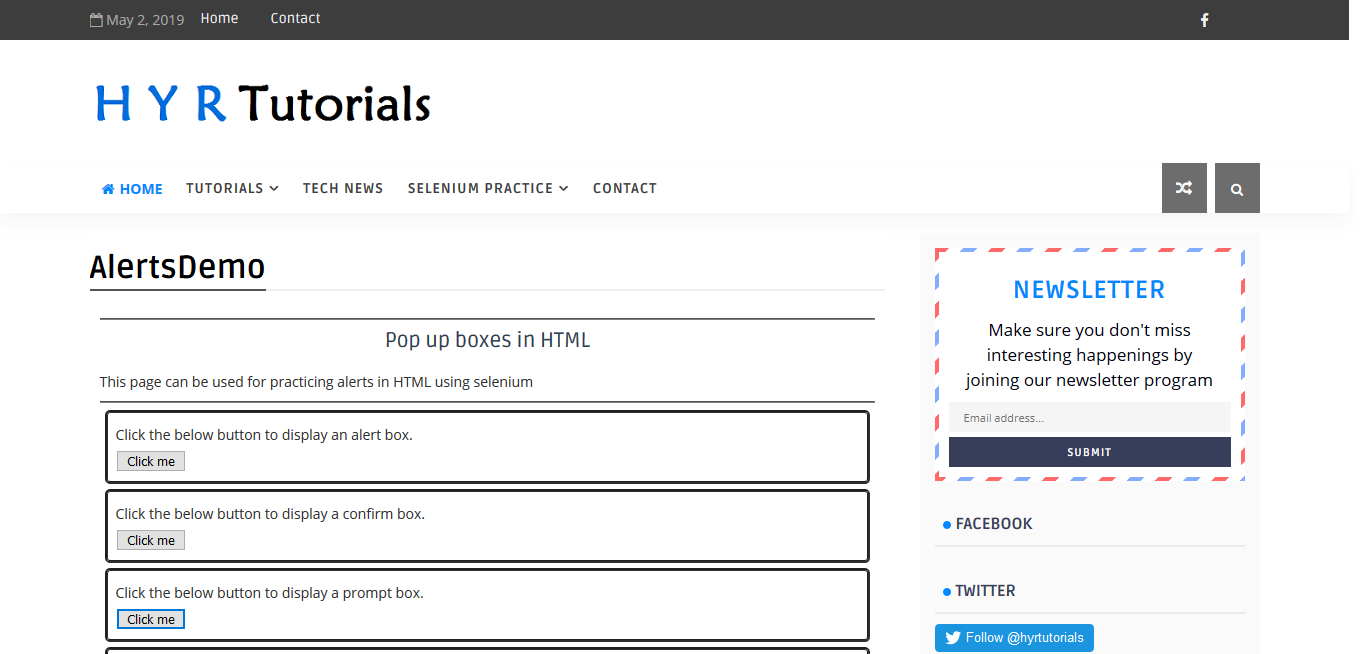 May 2, 2019 Home Contact
H Y R Tutorials
HOME TUTORIALS TECH NEWS SELENIUM PRACTICE CONTACT
AlertsDemo
Pop up boxes in HTML
This page can be used for practicing alerts in HTML using selenium
Click the below button to display an alert box.
Click me
Click the below button to display a confirm box.
Click me
Click the below button to display a prompt box.
Click me
NEWSLETTER
Make sure you don't miss
interesting happenings by
joining our newsletter program
Email address...
SUBMIT
FACEBOOK
TWITTER
Follow @hyrtutorials